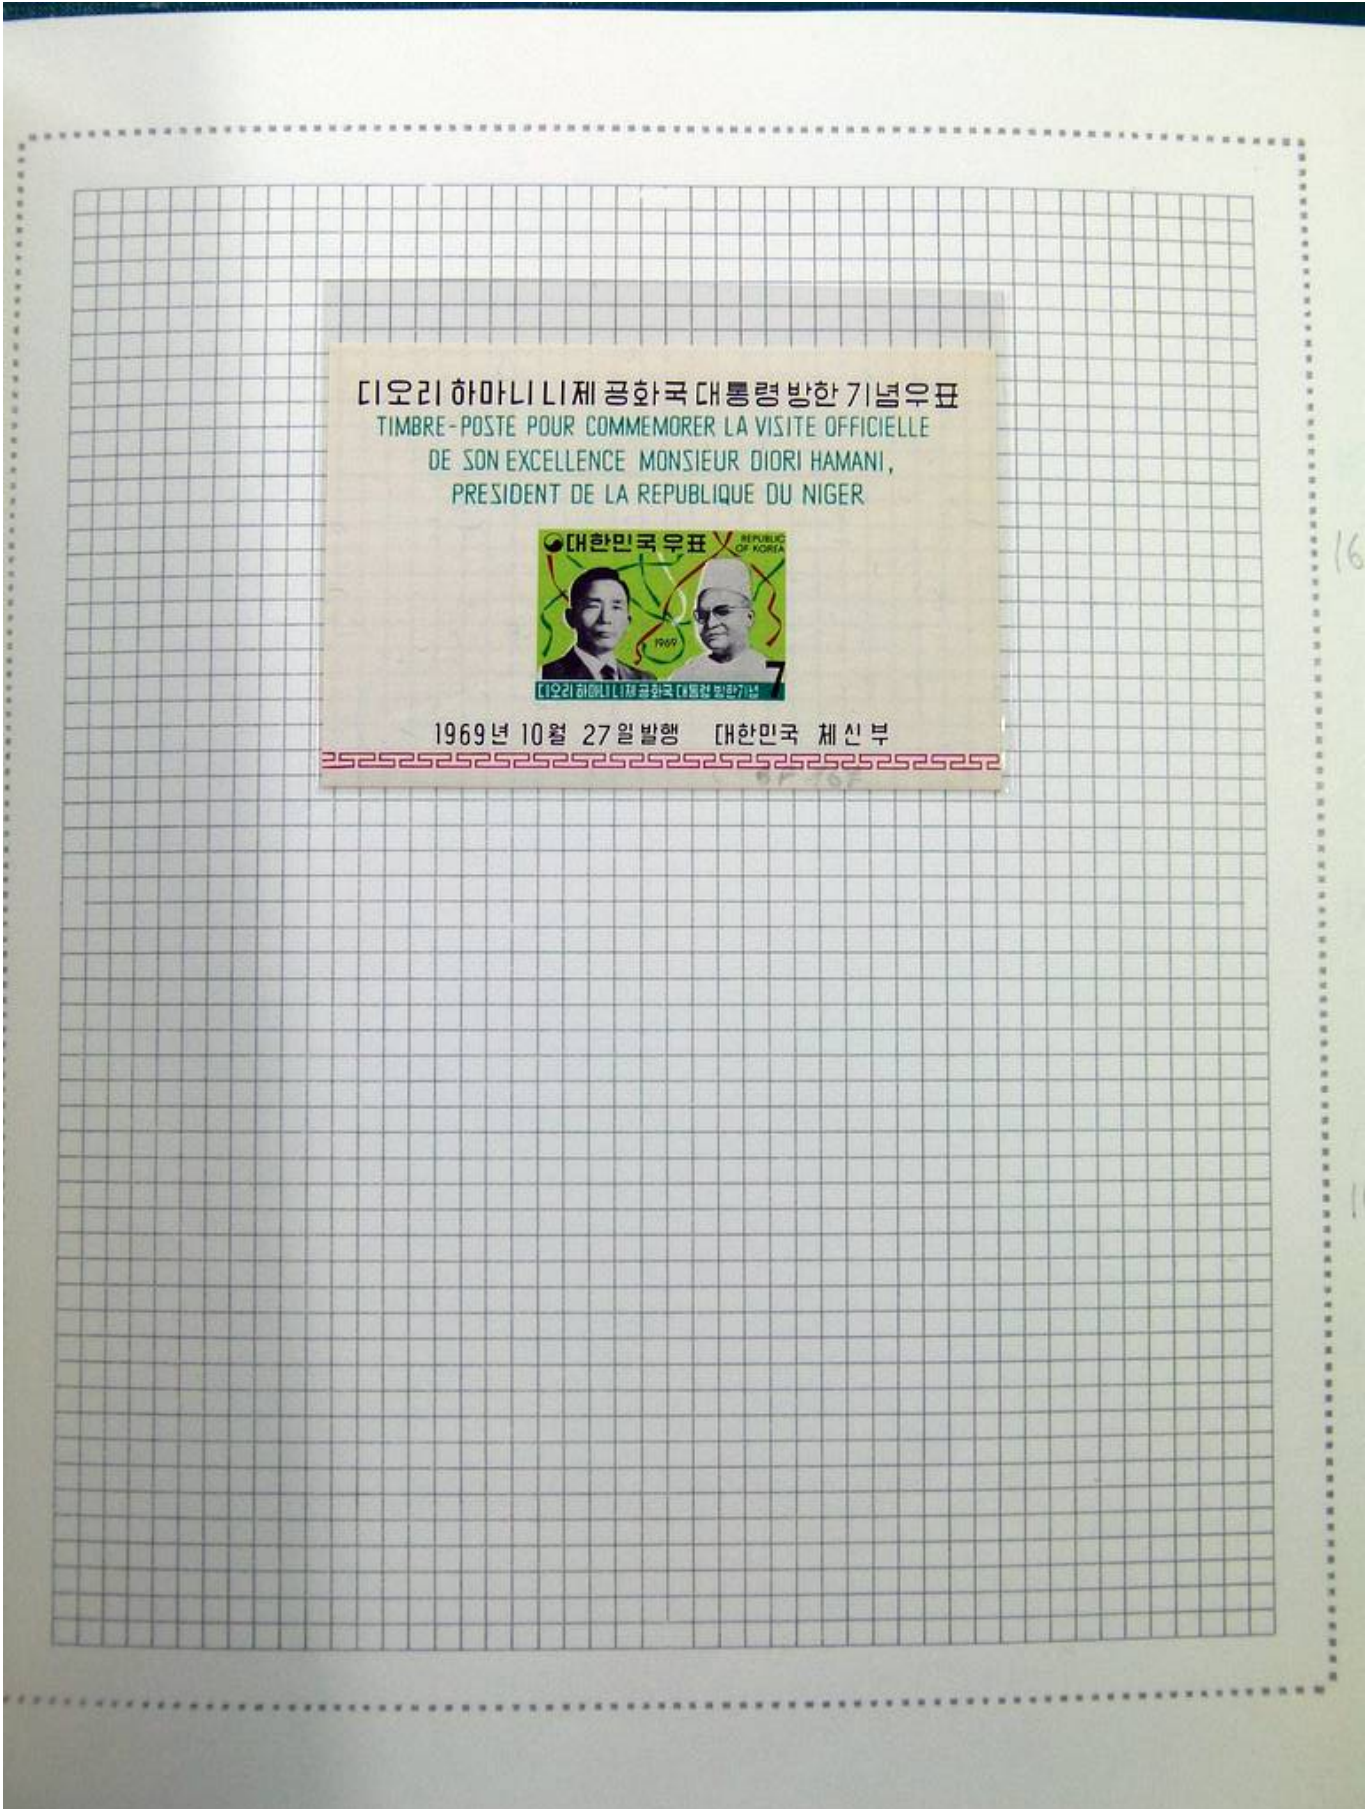 디오리 하마니 니제 공화국 대통령 방한 기념우표
TIMBRE-POSTE POUR COMMEMORER LA VISITE OFFICIELLE
DE SON EXCELLENCE MONSIEUR DIORI HAMANI,
PRESIDENT DE LA REPUBLIQUE DU NIGER
대한민국우표
REPUBLIC
OF KOREA
1969
7
디오리 하마니 니제 공화국 대통령 방한기념
1969년 10월 27일발행 대한민국 체신부
16